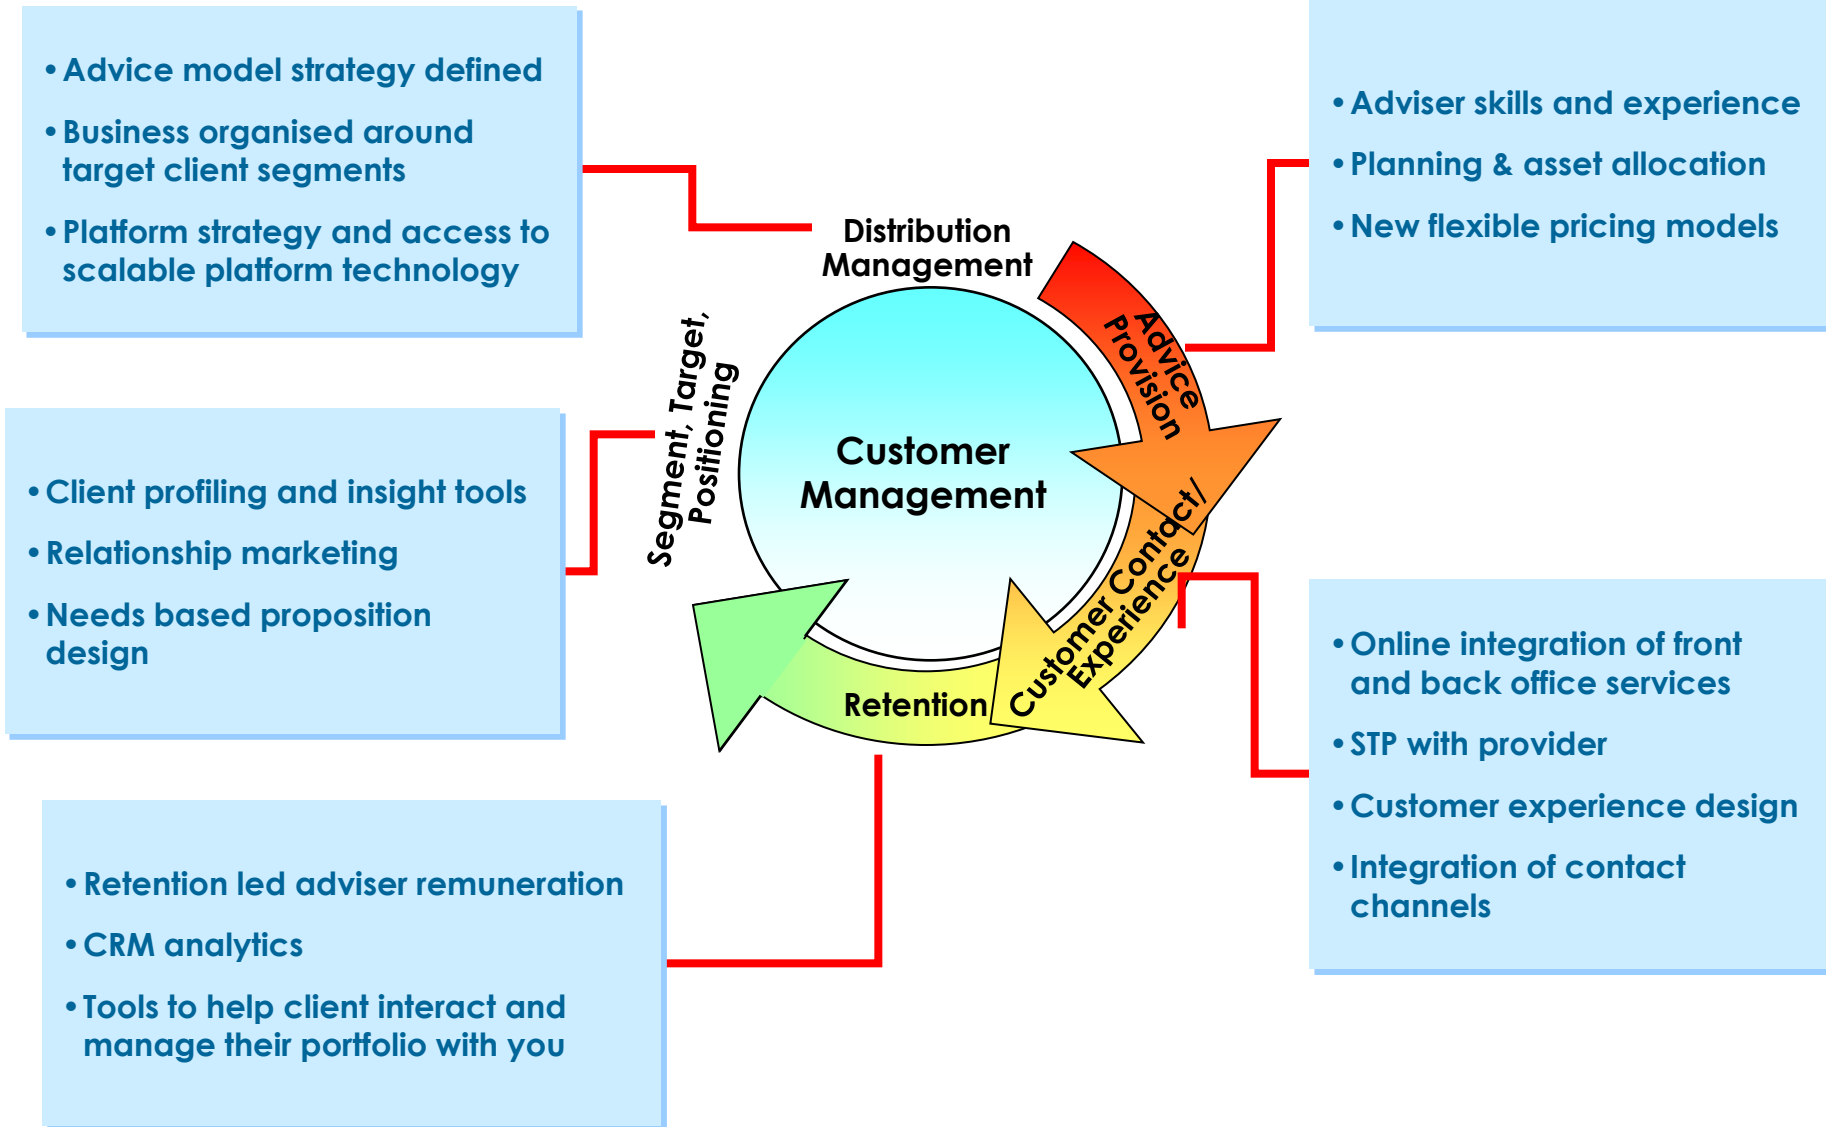 • Advice model strategy defined
• Business organised around
target client segments
• Platform strategy and access to
scalable platform technology
• Adviser skills and experience
• Planning & asset allocation
• New flexible pricing models
Distribution
Management
Advice
Provision
Segment, Target,
Positioning
Customer
Management
• Client profiling and insight tools
• Relationship marketing
• Needs based proposition
design
Customer Contact/
Experience
Retention
• Online integration of front
and back office services
• STP with provider
• Customer experience design
• Integration of contact
channels
• Retention led adviser remuneration
• CRM analytics
• Tools to help client interact and
manage their portfolio with you